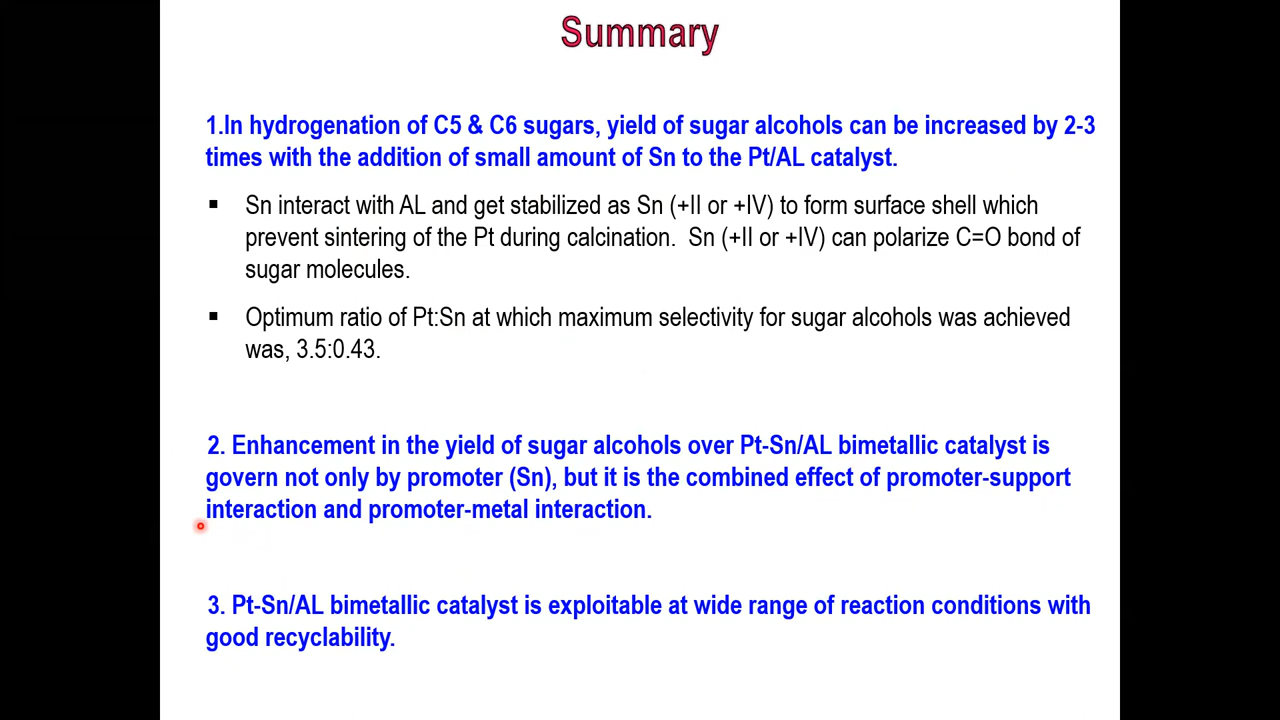 Summary
1.In hydrogenation of C5 & C6 sugars, yield of sugar alcohols can be increased by 2-3
times with the addition of small amount of Sn to the Pt/AL catalyst.
▪ Sn interact with AL and get stabilized as Sn (+II or +IV) to form surface shell which
prevent sintering of the Pt during calcination.  Sn (+II or +IV) can polarize C=O bond of
sugar molecules.
▪ Optimum ratio of Pt:Sn at which maximum selectivity for sugar alcohols was achieved
was, 3.5:0.43.
2. Enhancement in the yield of sugar alcohols over Pt-Sn/AL bimetallic catalyst is
govern not only by promoter (Sn), but it is the combined effect of promoter-support
interaction and promoter-metal interaction.
3. Pt-Sn/AL bimetallic catalyst is exploitable at wide range of reaction conditions with
good recyclability.